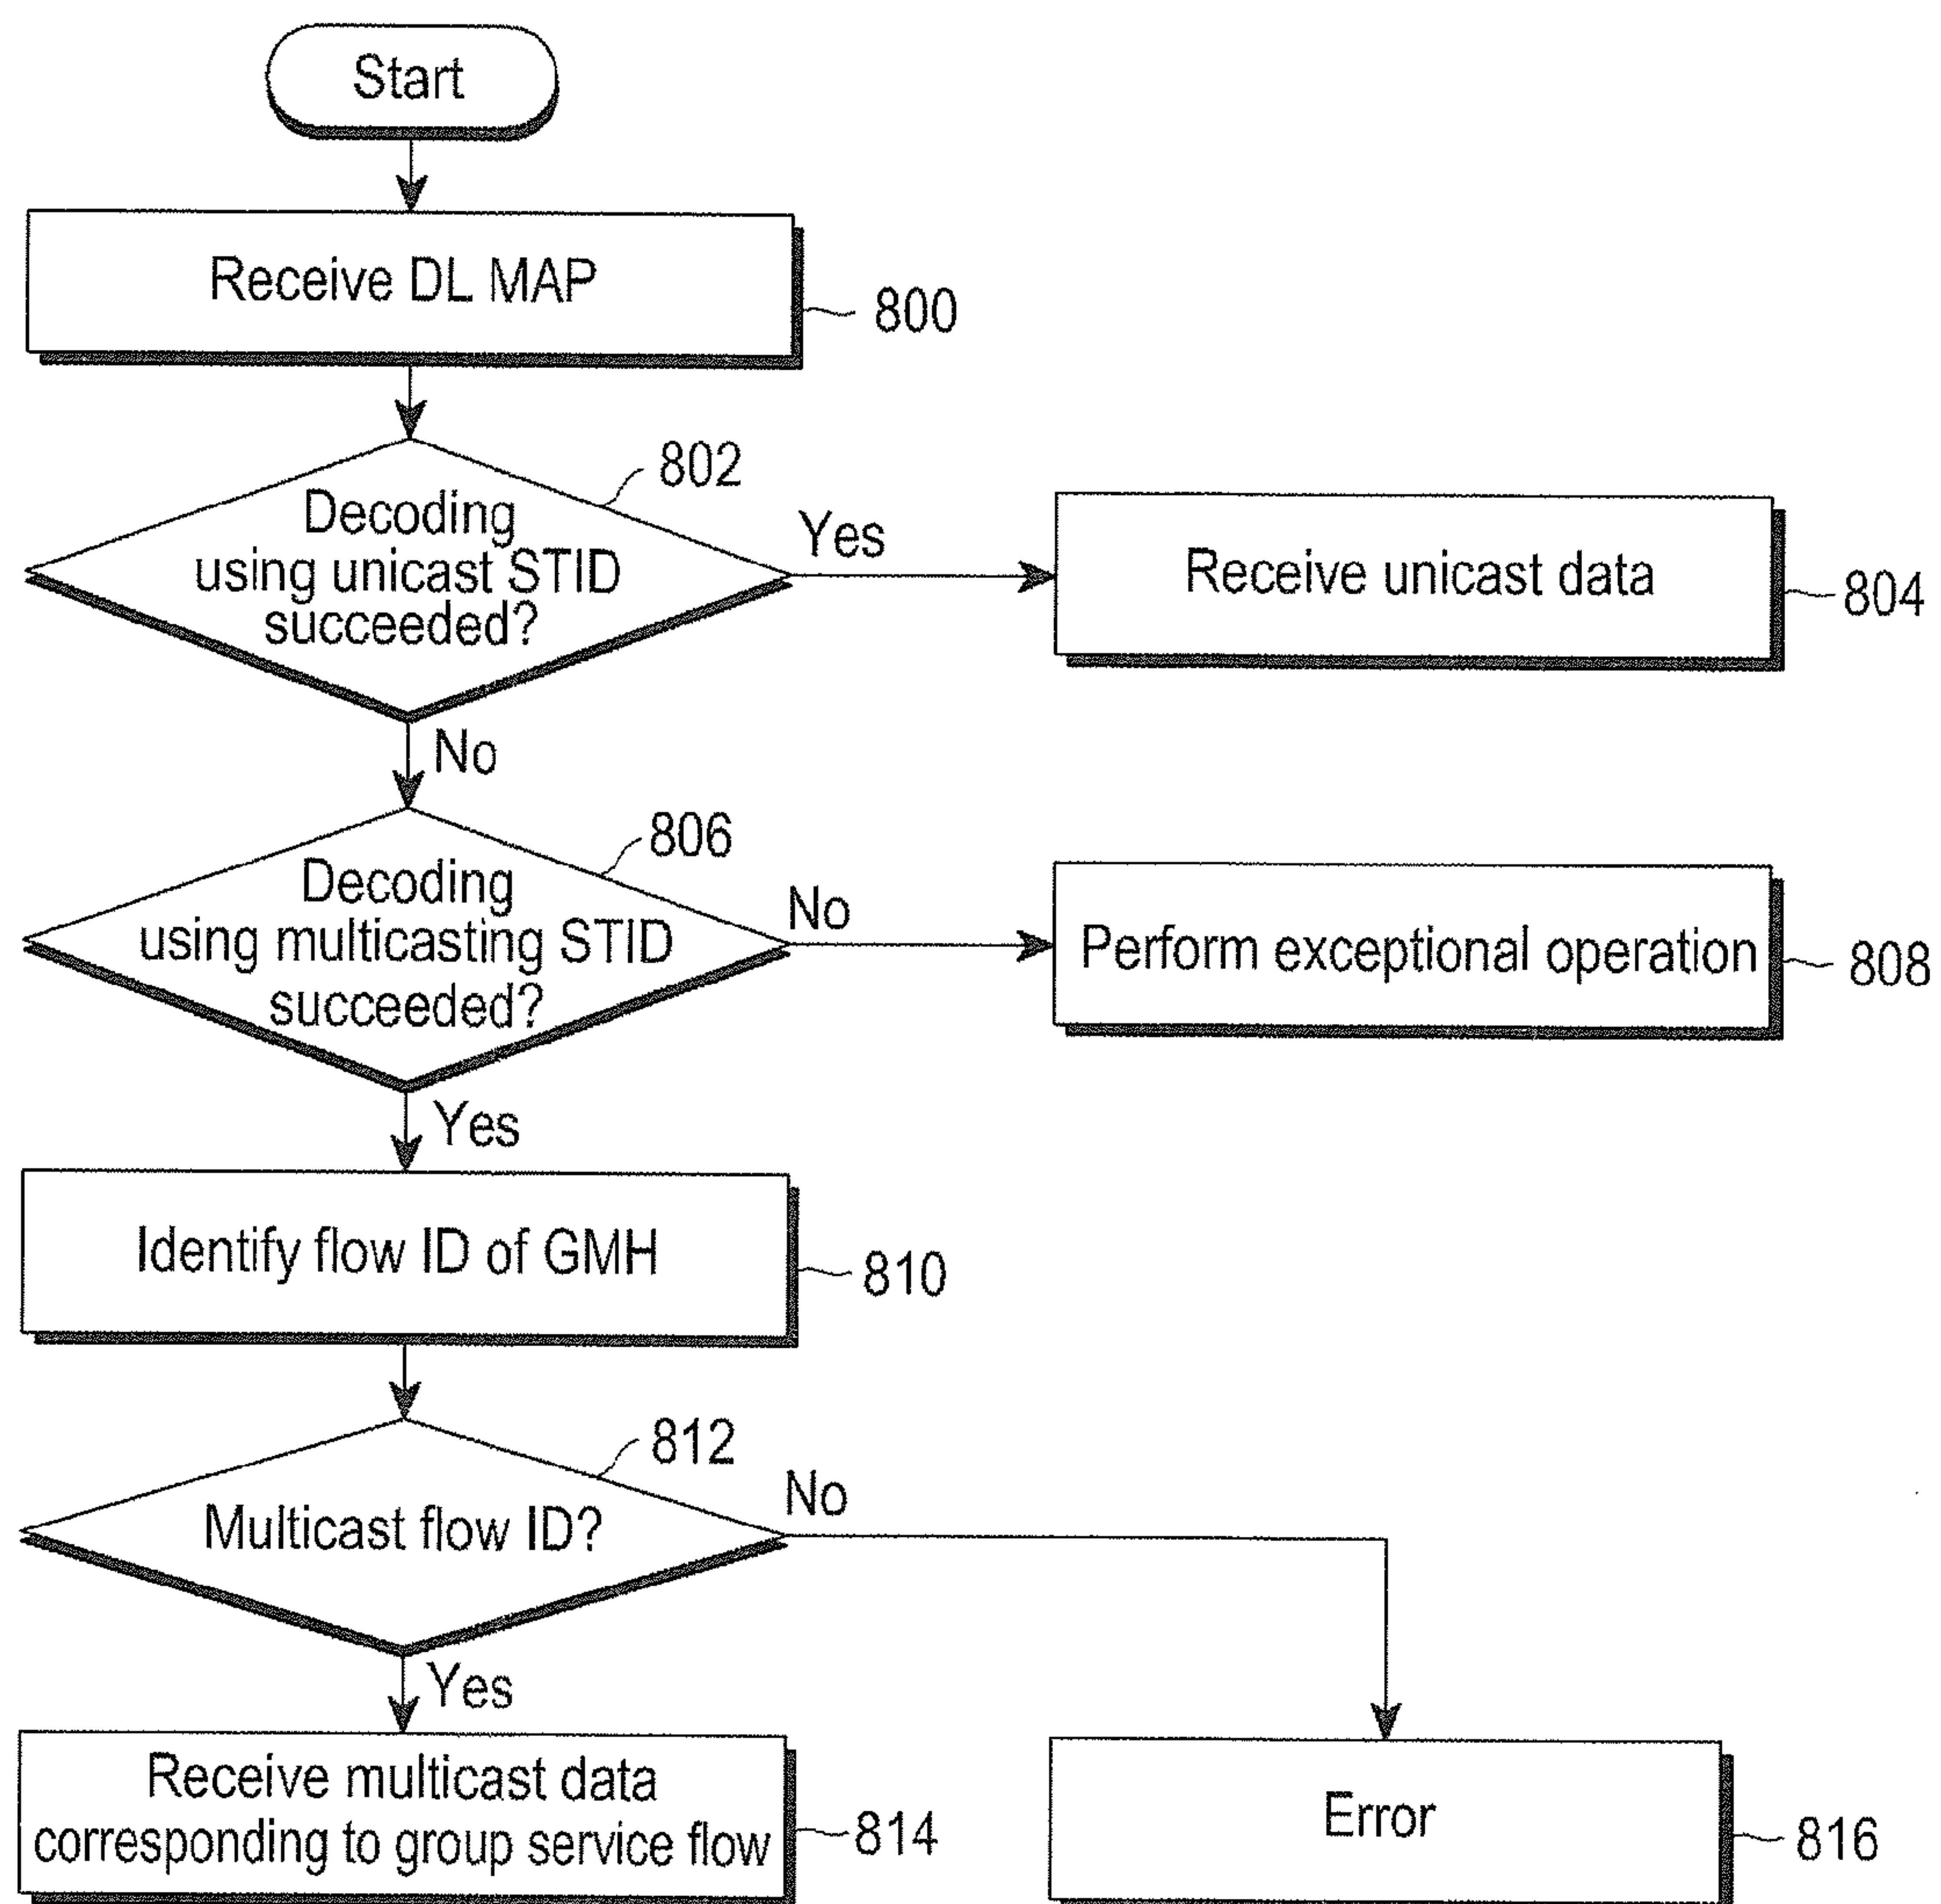 Start
Receive DL MAP
800
802
Decoding
using unicast STID
succeeded?
Yes
Receive unicast data
804
No
806
Decoding
using multicasting STID
succeeded?
No
Perform exceptional operation
808
Yes
Identify flow ID of GMH
810
812
Multicast flow ID?
No
Yes
Receive multicast data
corresponding to group service flow
814
Error
816